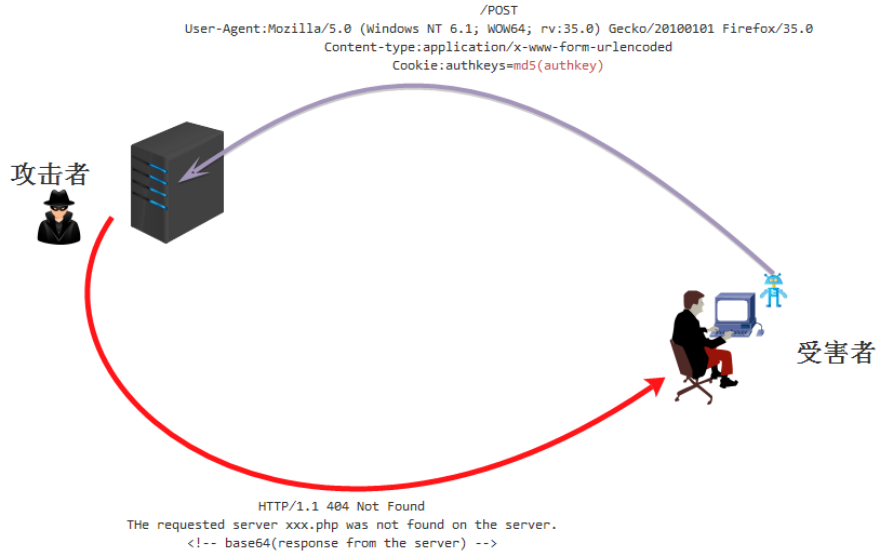 /POST
User-Agent:Mozilla/5.0 (Windows NT 6.1; WOW64; rv:35.0) Gecko/20100101 Firefox/35.0
Content-type:application/x-www-form-urlencoded
Cookie:authkeys=md5(authkey)
攻击者
受害者
HTTP/1.1 404 Not Found
THe requested server xxx.php was not found on the server.
<!-- base64(response from the server) -->